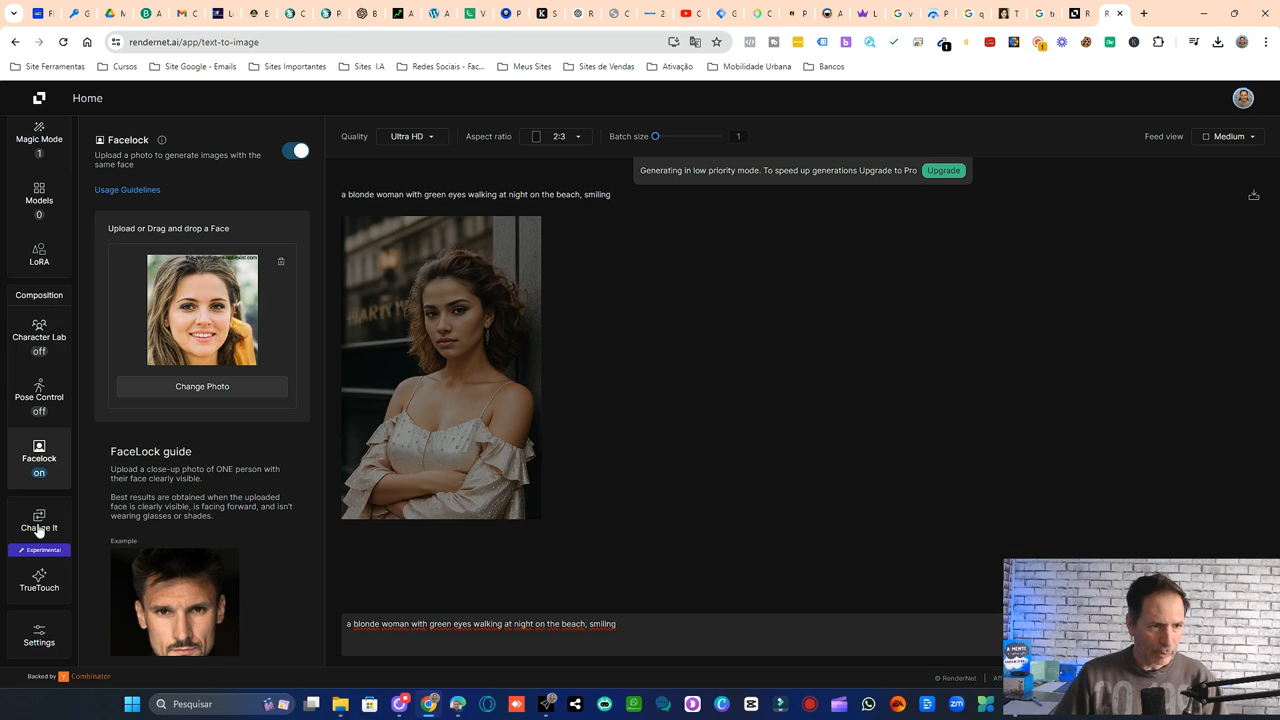 rendernet.ai/app/text-to-image
Site Ferramentas
Cursos
Site Google - Emails
Sites Importantes
Sites I.A
Redes Sociais - Fac...
Meus Sites
Sites de Vendas
Ativação
Mobilidade Urbana
Bancos
Home
Magic Mode
1
Models
0
LoRA
Composition
Character Lab
off
Pose Control
off
Facelock
on
Experimental
TrueTouch
Settings
Facelock
Upload a photo to generate images with the
same face
Usage Guidelines
Upload or Drag and drop a Face
Change Photo
FaceLock guide
Upload a close-up photo of ONE person with
their face clearly visible.
Best results are obtained when the uploaded
face is clearly visible, is facing forward, and isn't
wearing glasses or shades.
Example
Quality
Ultra HD
Aspect ratio
2:3
Batch size
1
Feed view
Medium
Generating in low priority mode. To speed up generations Upgrade to Pro
Upgrade
a blonde woman with green eyes walking at night on the beach, smiling
a blonde woman with green eyes walking at night on the beach, smiling
Backed by
Y
Combinator
© RenderNet
A MENTE
Pesquisar